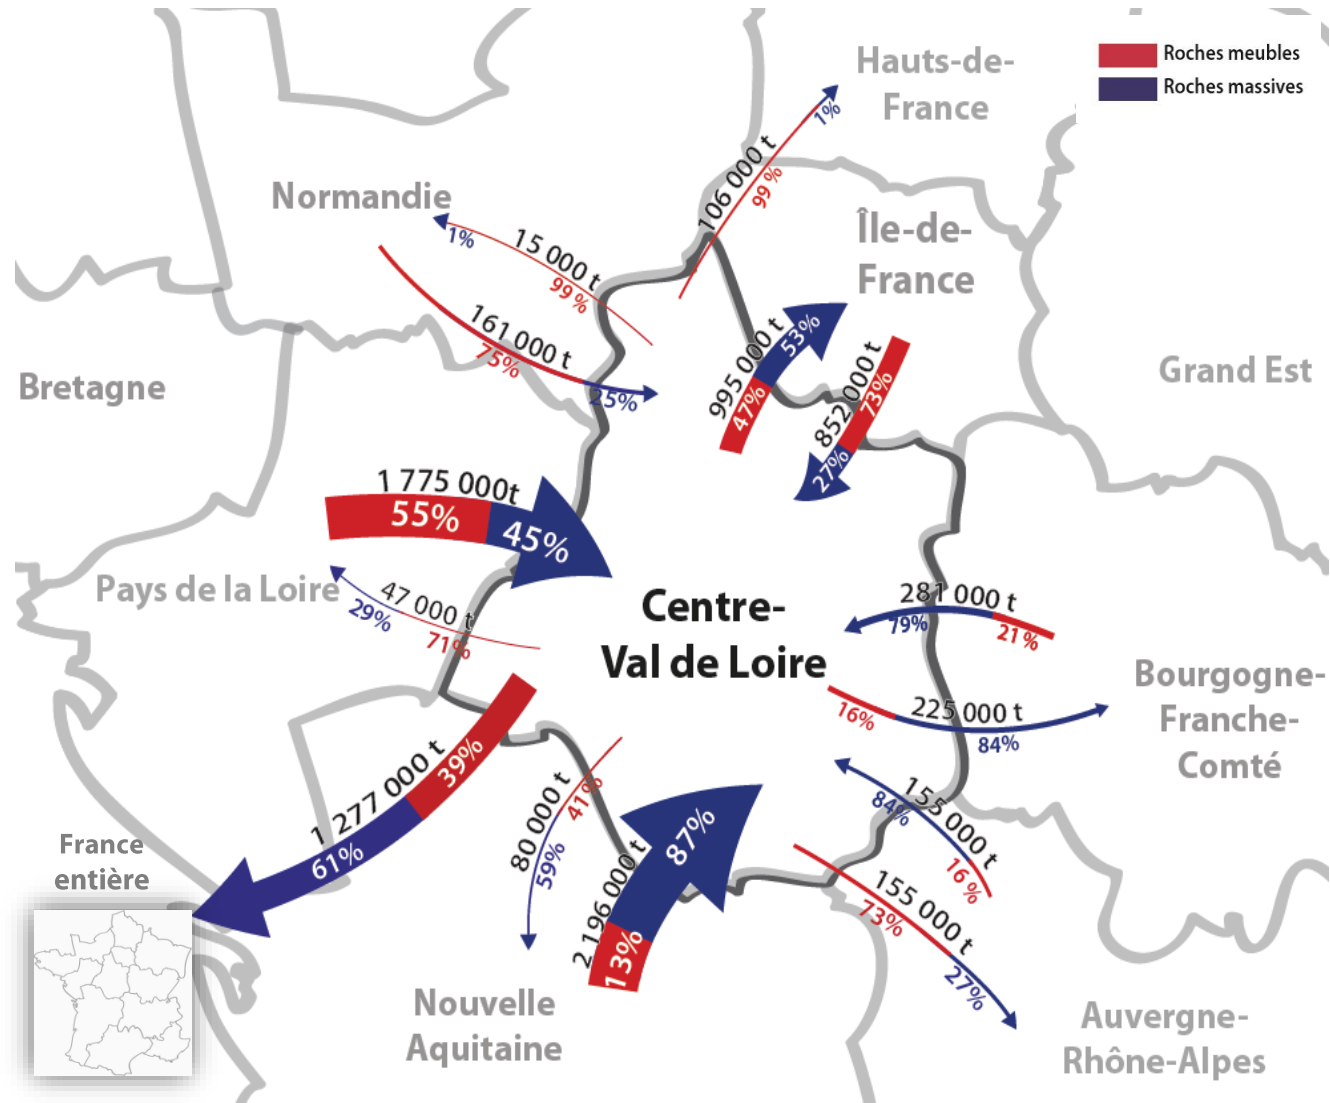 Hauts-de-
France
Roches meubles
Roches massives
1%
106 000 t
99 %
Normandie
1%
15 000 t
99 %
161 000 t
75%
25%
Île-de-
France
995 000 t
53%
47%
852 000 t
73%
27%
Bretagne
Grand Est
1 775 000t
55%
45%
Pays de la Loire
47 000 t
29%
71%
Centre-
Val de Loire
281 000 t
79%
21 %
225 000 t
16%
84%
Bourgogne-
Franche-
Comté
1 277 000 t
39%
61%
France
entière
80 000 t
41 %
59%
2 196 000 t
87%
13%
155 000 t
84%
16 %
155 000 t
73%
27%
Nouvelle
Aquitaine
Auvergne-
Rhône-Alpes